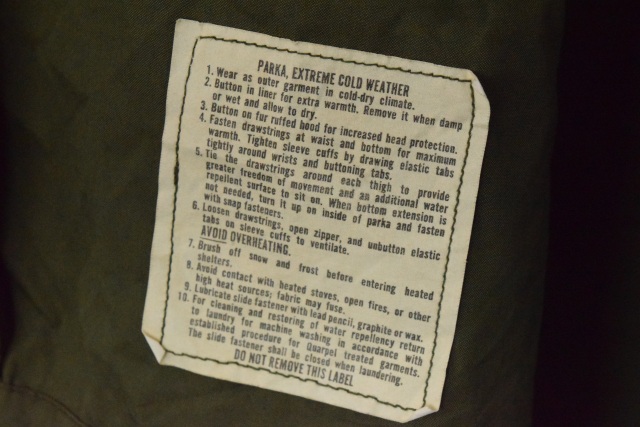 PARKA, EXTREME COLD WEATHER
1. Wear as outer garment in cold-dry climate.
2. Button in liner for extra warmth. Remove it when damp
or wet and allow to dry.
3. Button on fur ruffed hood for increased head protection.
4. Fasten drawstrings at waist and bottom for maximum
warmth. Tighten sleeve cuffs by drawing elastic tabs
tightly around wrists and buttoning tabs.
5. Tie the drawstrings around each thigh to provide
greater freedom of movement and an additional water
repellent surface to sit on. When bottom extension is
not needed, turn it up on inside of parka and fasten
with snap fasteners.
6. Loosen drawstrings, open zipper, and unbutton elastic
tabs on sleeve cuffs to ventilate.
AVOID OVERHEATING.
7. Brush off snow and frost before entering heated
shelters.
8. Avoid contact with heated stoves, open fires, or other
high heat sources; fabric may fuse.
9. Lubricate slide fastener with lead pencil, graphite or wax.
10. For cleaning and restoring of water repellency return
to laundry for machine washing in accordance with
established procedure for Quarpel treated garments.
The slide fastener shall be closed when laundering.
DO NOT REMOVE THIS LABEL